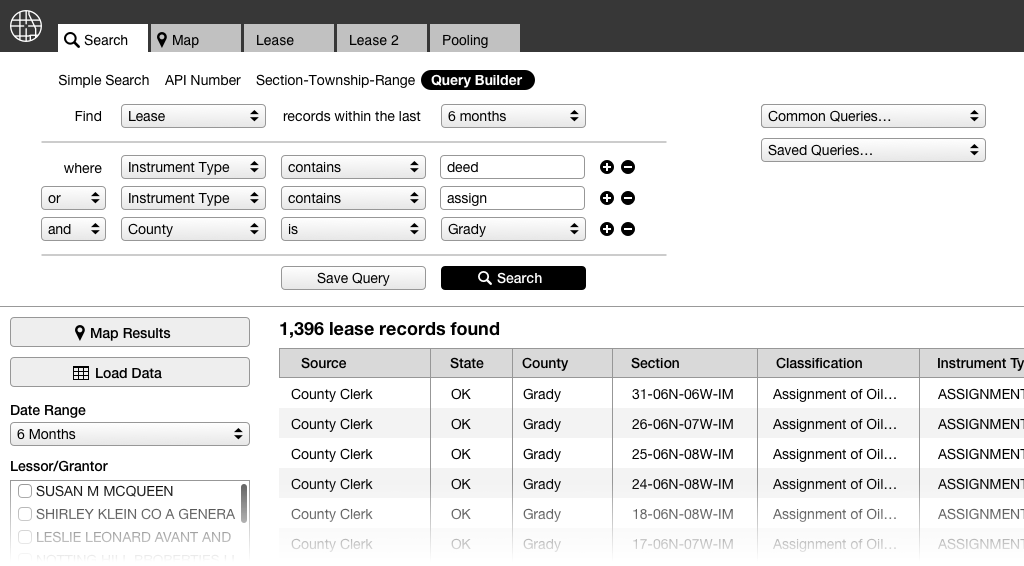 Search Map Lease Lease 2 Pooling
Simple Search API Number Section-Township-Range Query Builder
Find Lease records within the last 6 months Common Queries...
Saved Queries...
where Instrument Type contains deed
or Instrument Type contains assign
and County is Grady
Save Query Search
Map Results
Load Data
Date Range
6 Months
Lessor/Grantor
SUSAN M MCQUEEN
SHIRLEY KLEIN CO A GENERA
LESLIE LEONARD AVANT AND
1,396 lease records found
Source State County Section Classification Instrument Ty
County Clerk OK Grady 31-06N-06W-IM Assignment of Oil... ASSIGNMENT
County Clerk OK Grady 26-06N-07W-IM Assignment of Oil... ASSIGNMENT
County Clerk OK Grady 25-06N-08W-IM Assignment of Oil... ASSIGNMENT
County Clerk OK Grady 24-06N-08W-IM Assignment of Oil... ASSIGNMENT
County Clerk OK Grady 18-06N-08W-IM Assignment of Oil... ASSIGNMENT
County Clerk OK Grady 17-06N-07W-IM Assignment of Oil... ASSIGNMENT